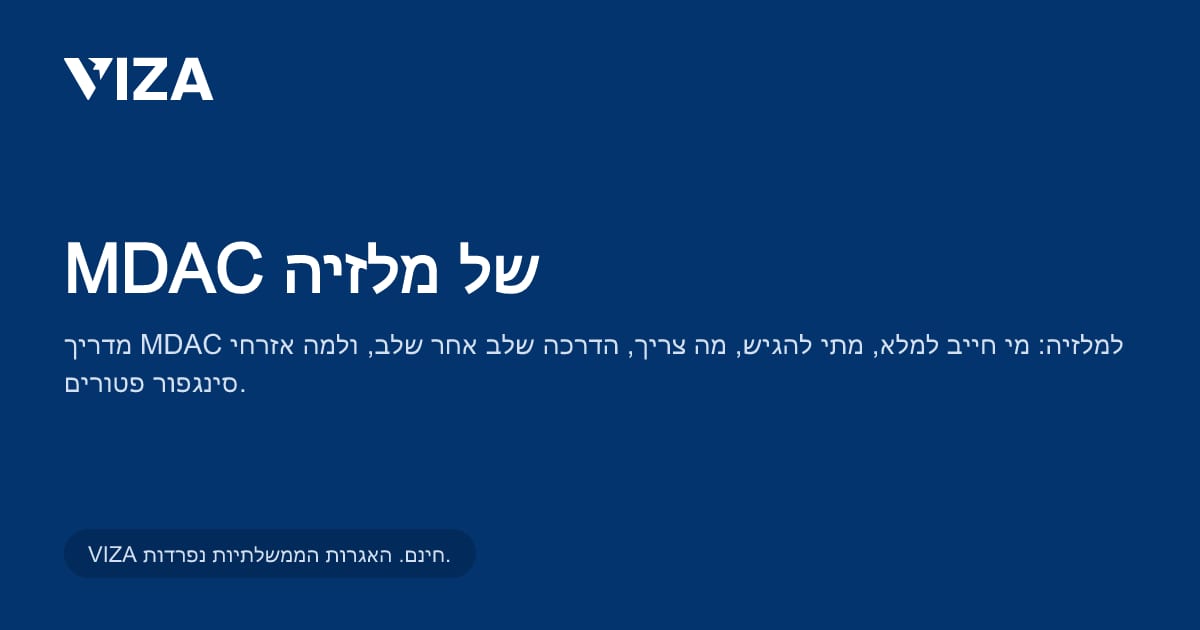 VIZA
MDAC של מלזיה
מדריך MDAC למלזיה: מי חייב למלא, מתי להגיש, מה צריך, הדרכה שלב אחר שלב, ולמה אזרחי
סינגפור פטורים.
VIZA חינם. האגרות הממשלתיות נפרדות.